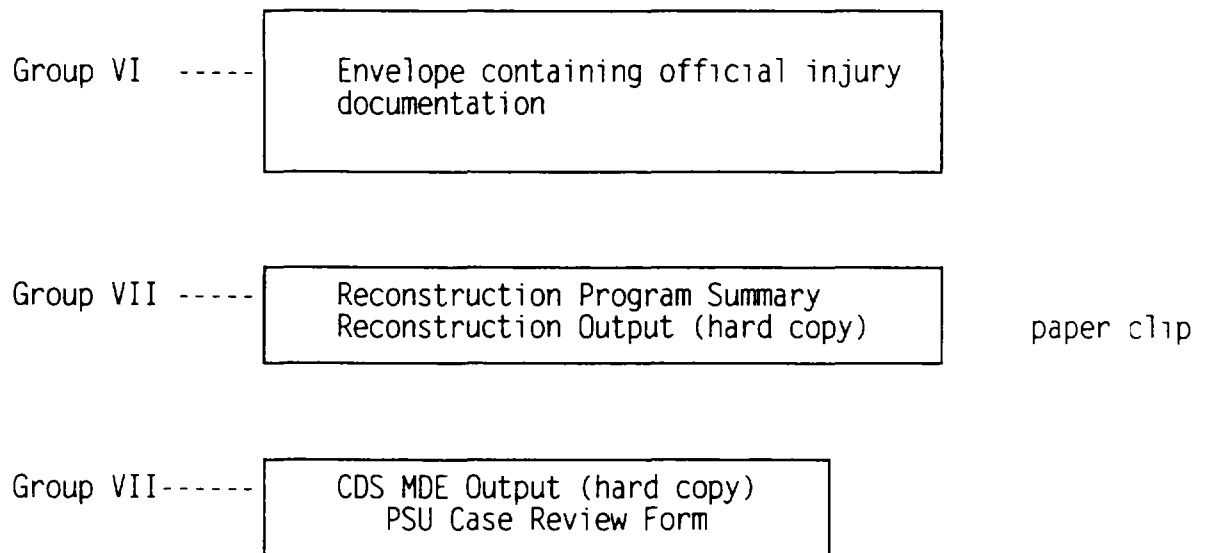 Group VI ----- Envelope containing official injury
documentation
Group VII ----- Reconstruction Program Summary
Reconstruction Output (hard copy) paper clip
Group VII------ CDS MDE Output (hard copy)
PSU Case Review Form